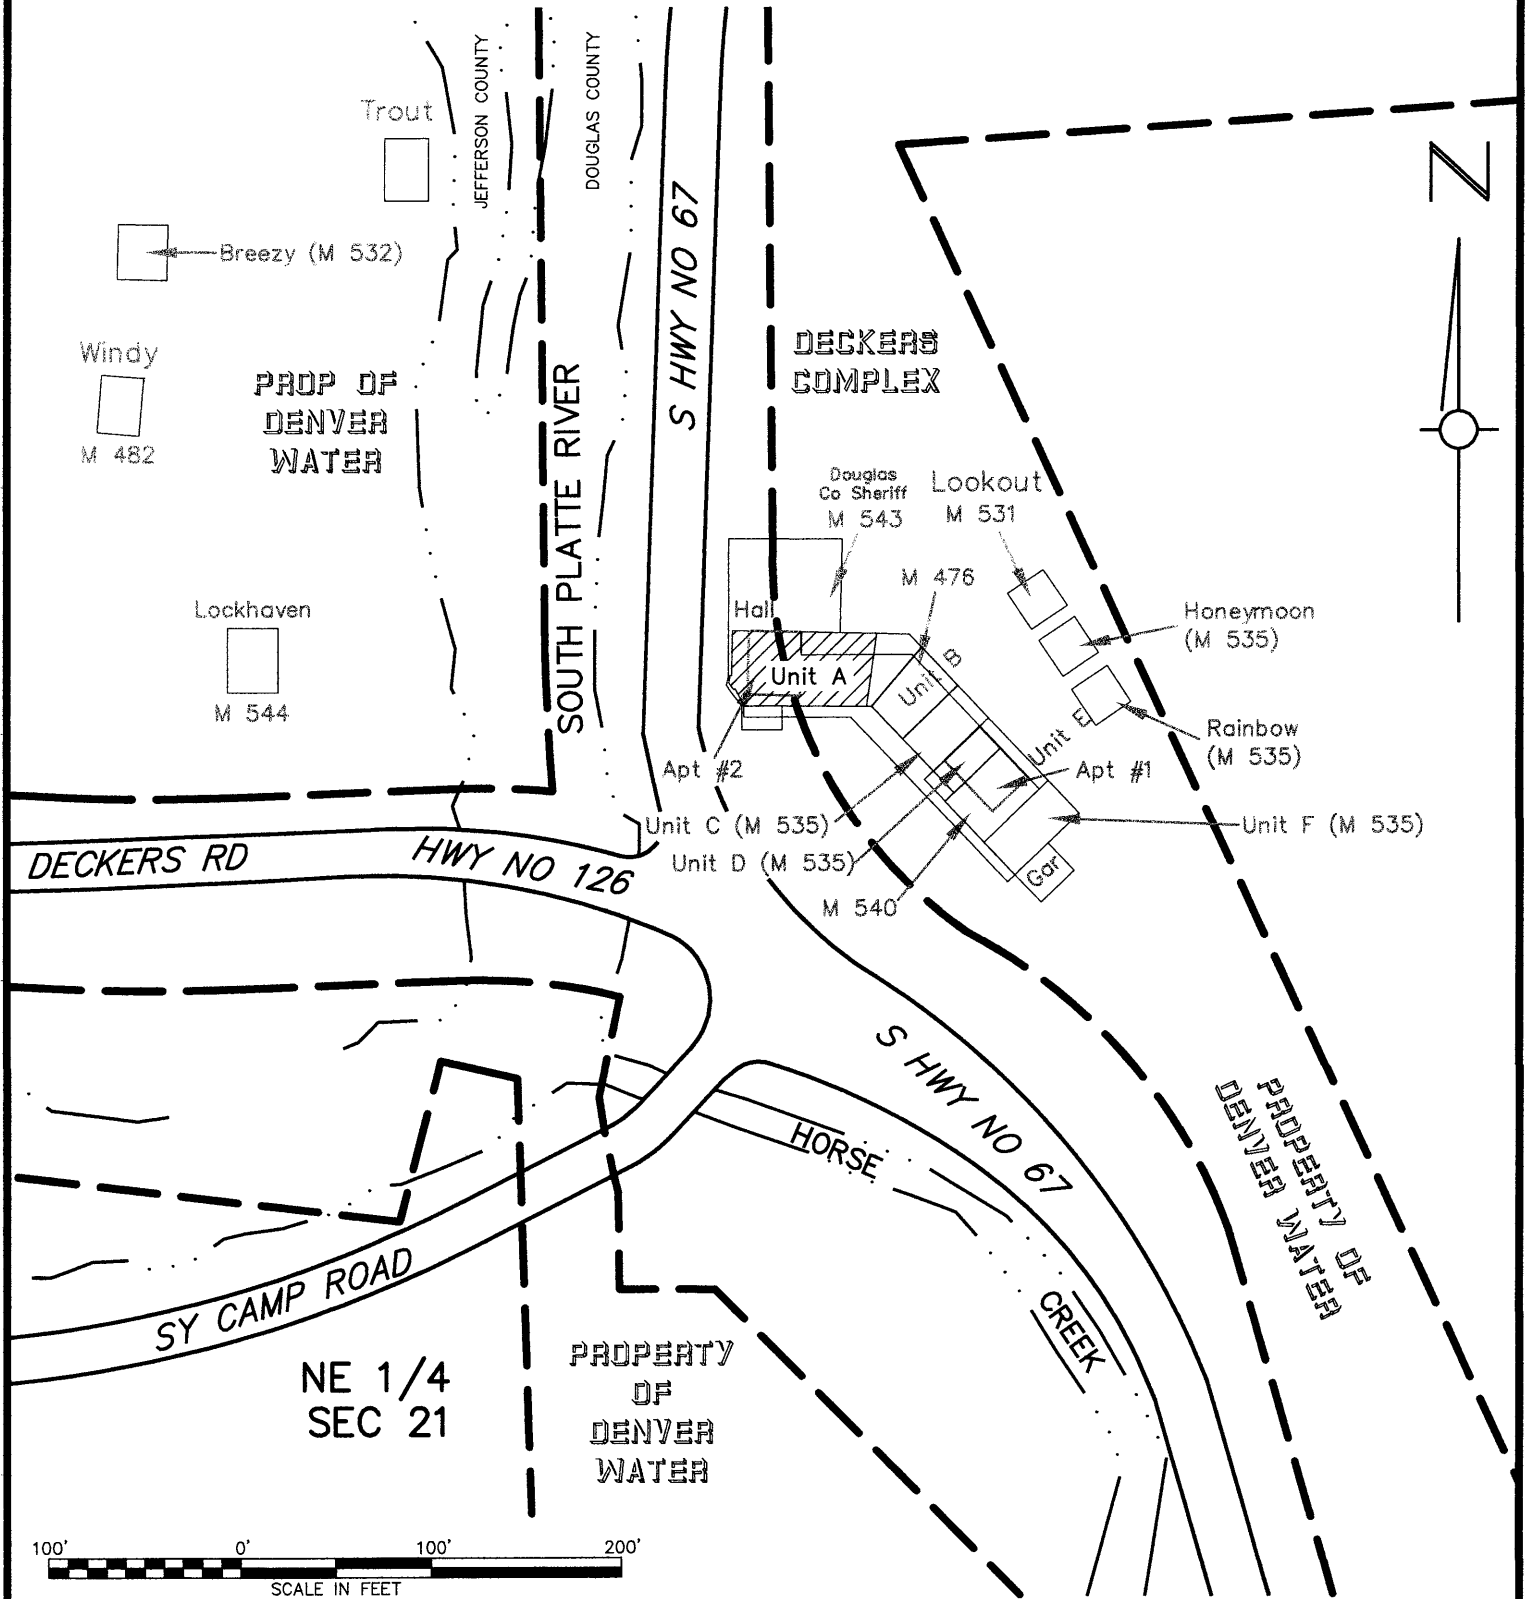 JEFFERSON COUNTY
DOUGLAS COUNTY
Trout
N
S HWY NO 67
Breezy (M 532)
DECKERS
COMPLEX
Windy
PROP OF
DENVER
WATER
M 482
SOUTH PLATTE RIVER
Douglas
Co Sheriff
M 543
Lookout
M 531
M 476
Hall
Lockhaven
Honeymoon
(M 535)
Unit A
Unit B
M 544
Rainbow
(M 535)
Unit E
Apt #2
Apt #1
Unit C (M 535)
Unit F (M 535)
Unit D (M 535)
DECKERS RD
HWY NO 126
Gar
M 540
S HWY NO 67
PROPERTY OF
DENVER WATER
HORSE
CREEK
SY CAMP ROAD
NE 1/4
SEC 21
PROPERTY
OF
DENVER
WATER
100' 0' 100' 200'
SCALE IN FEET